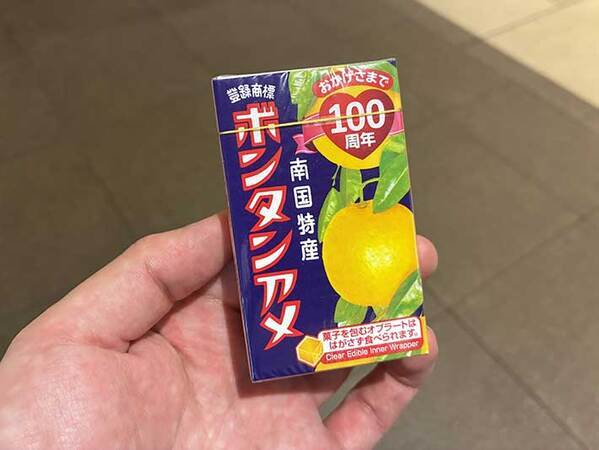 登録商標
ボンタンアメ
南国特産
おかげさまで
100
周年
菓子を包むオブラートは
はがさず食べられます。
Clear Edible Inner Wrapper